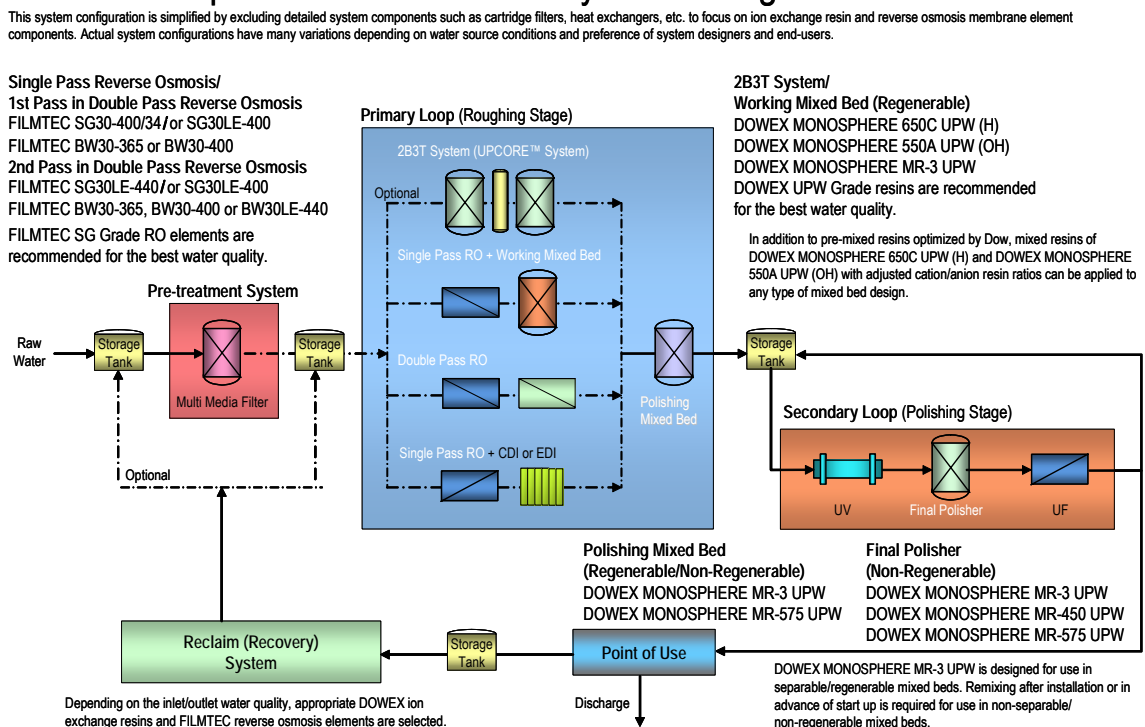 This system configuration is simplified by excluding detailed system components such as cartridge filters, heat exchangers, etc. to focus on ion exchange resin and reverse osmosis membrane element
components. Actual system configurations have many variations depending on water source conditions and preference of system designers and end-users.
Single Pass Reverse Osmosis/
1st Pass in Double Pass Reverse Osmosis
FILMTEC SG30-400/34/or SG30LE-400
FILMTEC BW30-365 or BW30-400
2nd Pass in Double Pass Reverse Osmosis
FILMTEC SG30LE-440/or SG30LE-400
FILMTEC BW30-365, BW30-400 or BW30LE-440
FILMTEC SG Grade RO elements are
recommended for the best water quality.
2B3T System/
Working Mixed Bed (Regenerable)
DOWEX MONOSPHERE 650C UPW (H)
DOWEX MONOSPHERE 550A UPW (OH)
DOWEX MONOSPHERE MR-3 UPW
DOWEX UPW Grade resins are recommended
for the best water quality.
In addition to pre-mixed resins optimized by Dow, mixed resins of
DOWEX MONOSPHERE 650C UPW (H) and DOWEX MONOSPHERE
550A UPW (OH) with adjusted cation/anion resin ratios can be applied to
any type of mixed bed design.
Primary Loop (Roughing Stage)
2B3T System (UPCORE™ System)
Optional
Single Pass RO + Working Mixed Bed
Double Pass RO
Single Pass RO + CDI or EDI
Polishing
Mixed Bed
Pre-treatment System
Raw
Water
Storage
Tank
Multi Media Filter
Storage
Tank
Optional
Storage
Tank
Secondary Loop (Polishing Stage)
UV
Final Polisher
UF
Polishing Mixed Bed
(Regenerable/Non-Regenerable)
DOWEX MONOSPHERE MR-3 UPW
DOWEX MONOSPHERE MR-575 UPW
Final Polisher
(Non-Regenerable)
DOWEX MONOSPHERE MR-3 UPW
DOWEX MONOSPHERE MR-450 UPW
DOWEX MONOSPHERE MR-575 UPW
Reclaim (Recovery)
System
Storage
Tank
Point of Use
Discharge
Depending on the inlet/outlet water quality, appropriate DOWEX ion
exchange resins and FILMTEC reverse osmosis elements are selected.
DOWEX MONOSPHERE MR-3 UPW is designed for use in
separable/regenerable mixed beds. Remixing after installation or in
advance of start up is required for use in non-separable/
non-regenerable mixed beds.